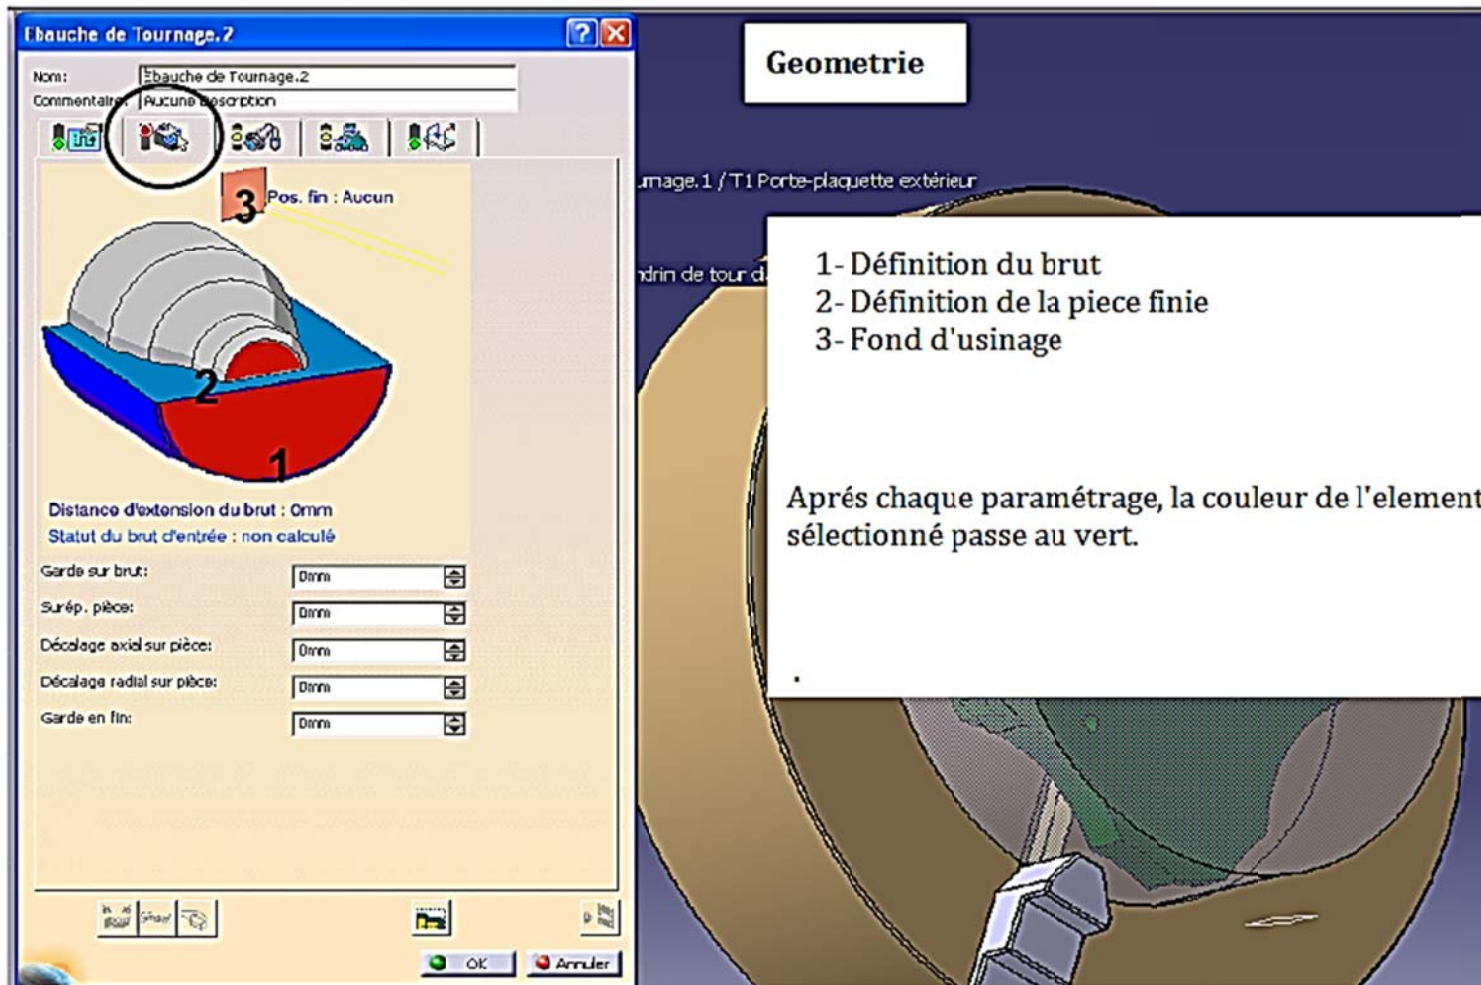 Ebauche de Tournage.2
Nom:
Ebauche de Tournage.2
Commentaire:
Aucune Description
3
Pos. fin : Aucun
2
1
Distance d'extension du brut : 0mm
Statut du brut d'entrée : non calculé
Garde sur brut:
0mm
Surép. pièce:
0mm
Décalage axial sur pièce:
0mm
Décalage radial sur pièce:
0mm
Garde en fin:
0mm
OK
Annuler
Geometrie
urnage.1 / T1 Porte-plaquette extérieur
ndrin de tour d
1- Définition du brut
2- Définition de la piece finie
3- Fond d'usinage
Aprés chaque paramétrage, la couleur de l'element
sélectionné passe au vert.
.